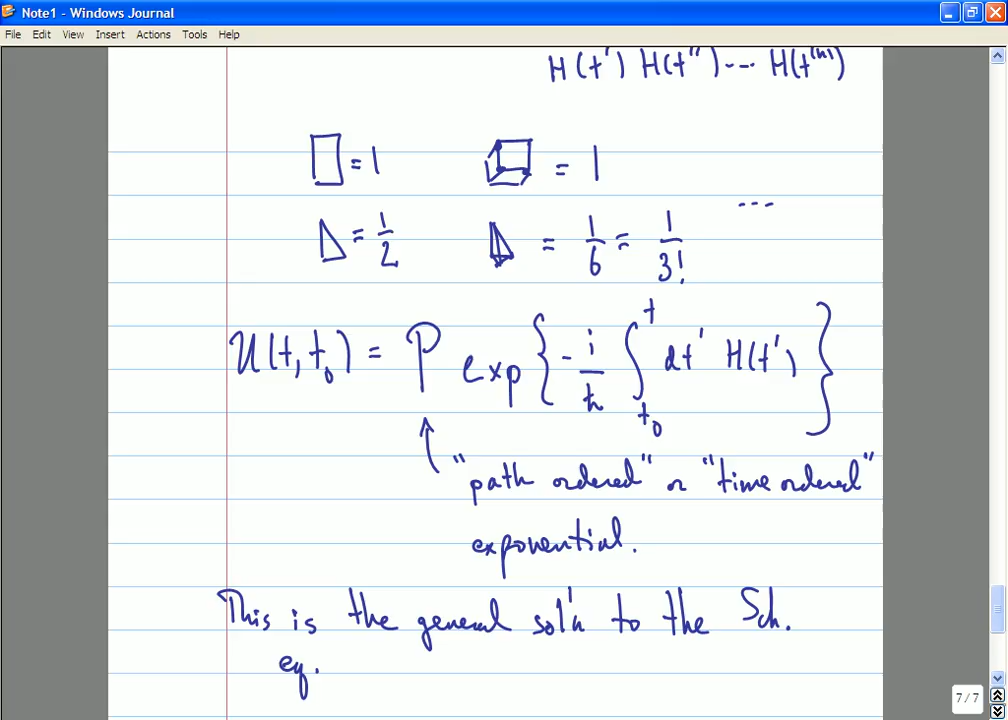 Note1 - Windows Journal
File Edit View Insert Actions Tools Help
H(t') H(t'') --- H(t⁽ⁿ⁾)
▯ = 1 = 1
= 1/2 = 1/6 = 1/3! ---
U(t, t₀) = P exp { - i/ħ ∫ₜ₀ᵗ dt' H(t') }
"path ordered" or "time ordered"
exponential.
This is the general sol'n to the Sch.
eq.
7/7